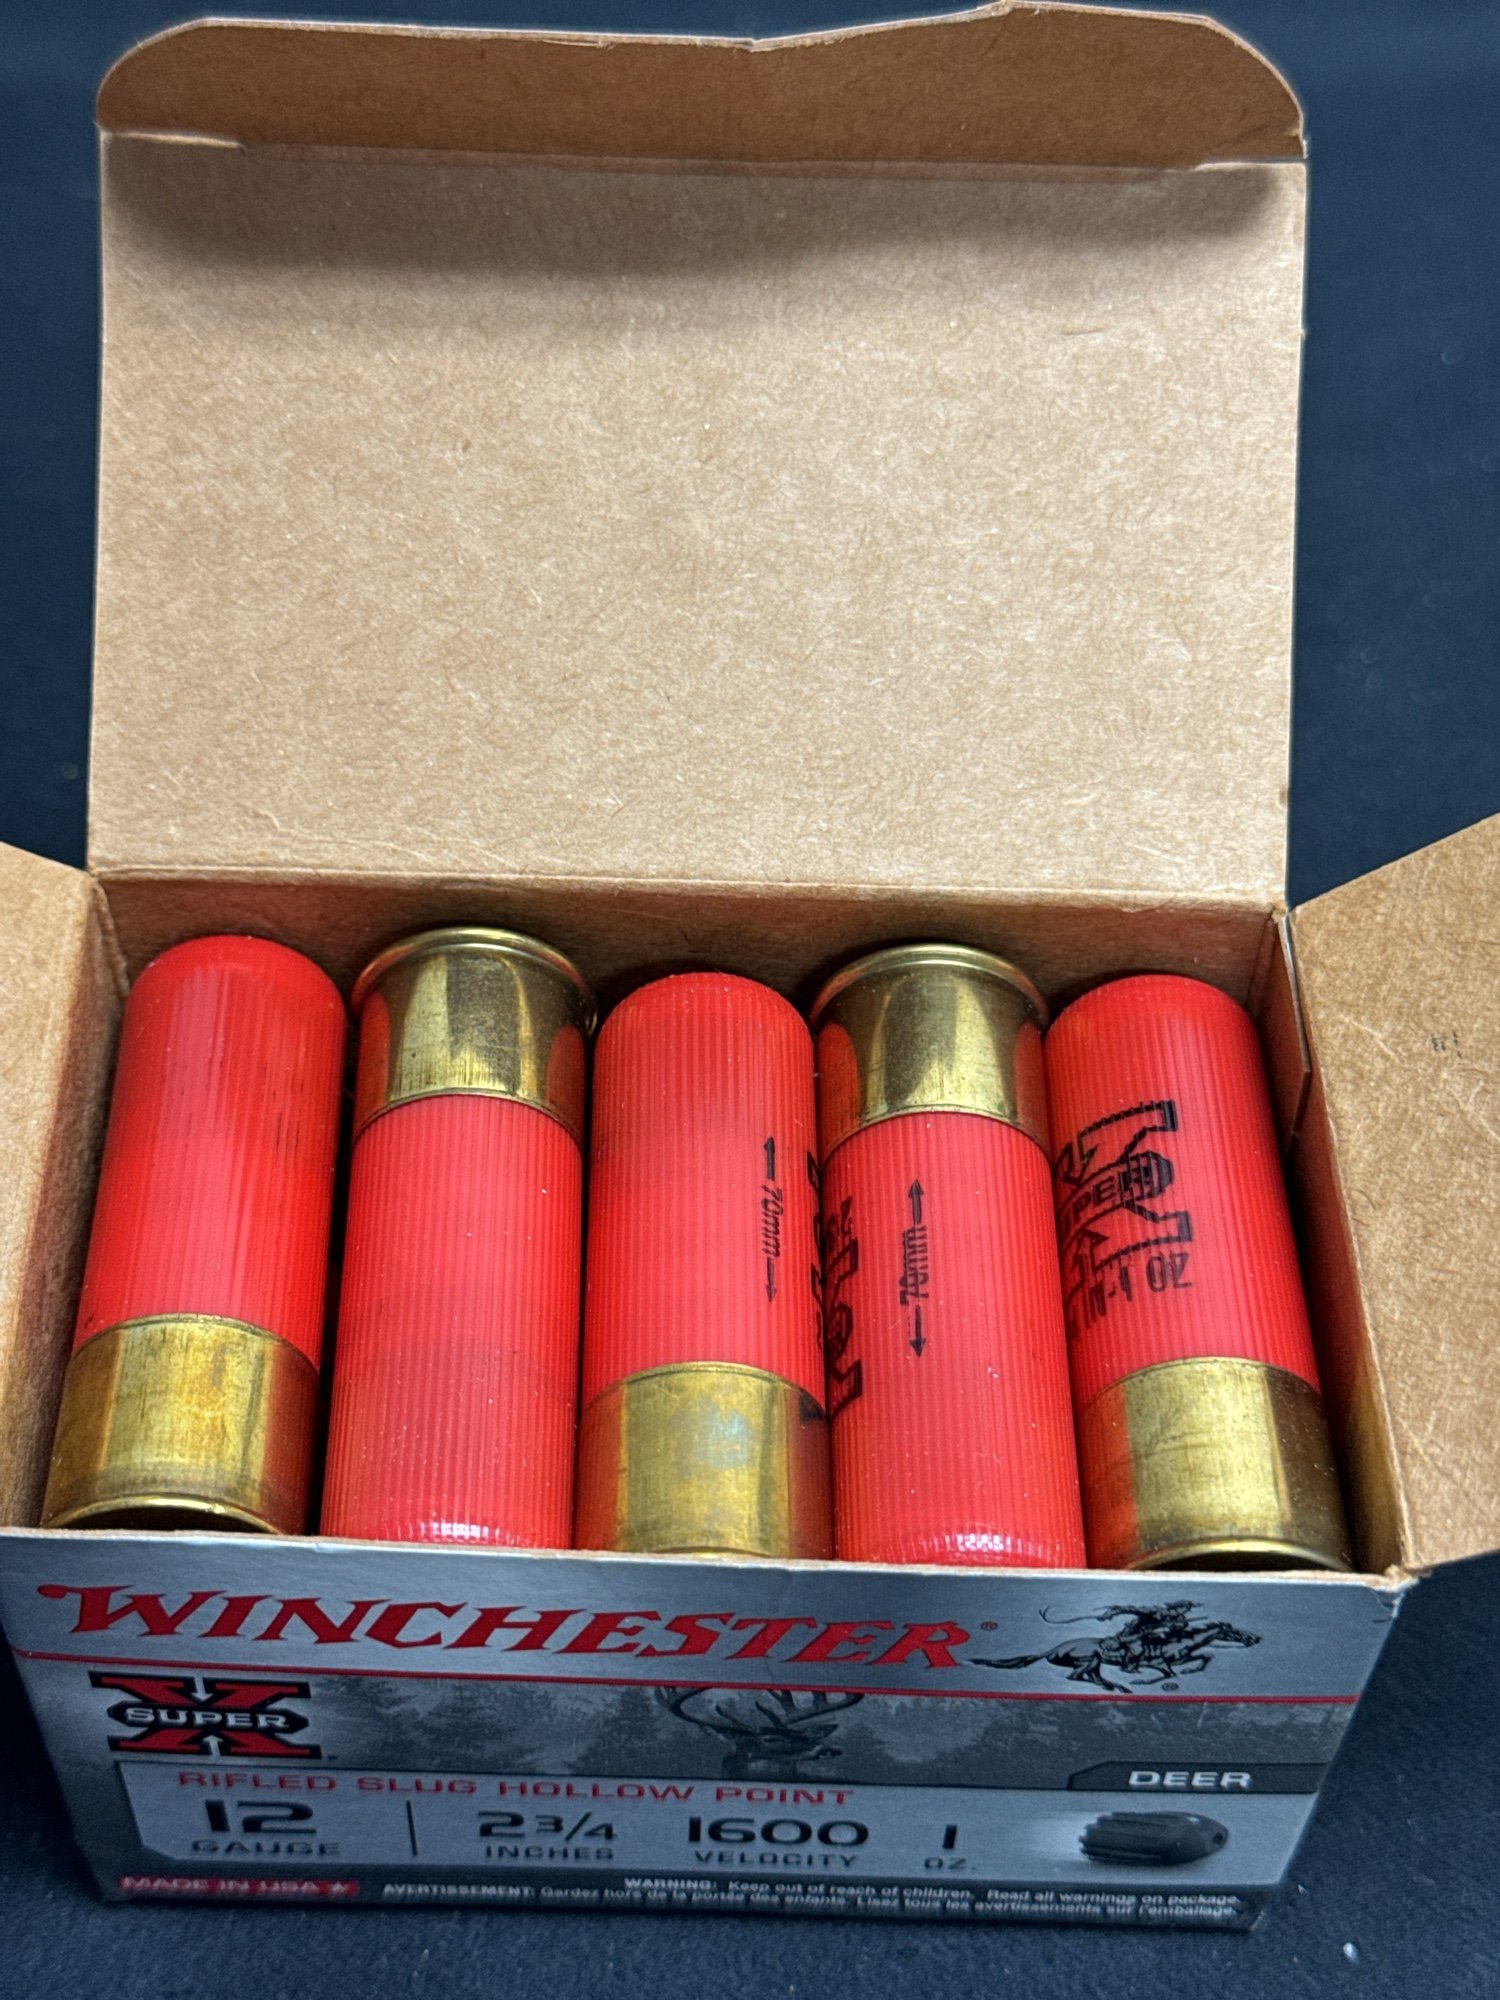 70mm
70mm
SUPER
X
1 OZ
WINCHESTER®
®
SUPER X
RIFLED SLUG HOLLOW POINT
DEER
12 2 3/4 1600 1
GAUGE INCHES VELOCITY OZ.
MADE IN USA
WARNING: Keep out of reach of children. Read all warnings on package.
AVERTISSEMENT: Gardez hors de la portée des enfants. Lisez tous les avertissements sur l'emballage.